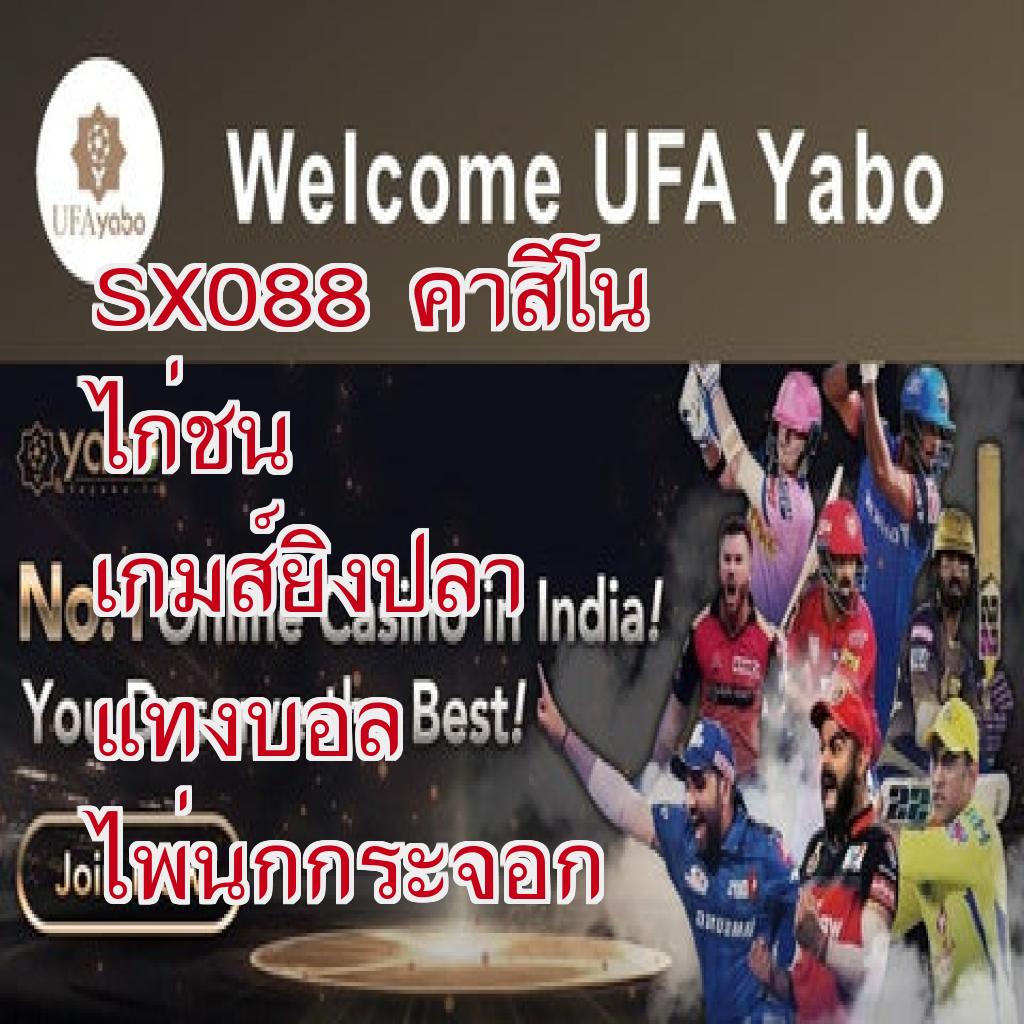 UFAyabo
Welcome UFA Yabo
SX088 คาสิโน
ไก่ชน
เกมส์ยิงปลา
No.1 Online Casino in India!
แทงบอล
You Best!
ไพ่นกกระจอก